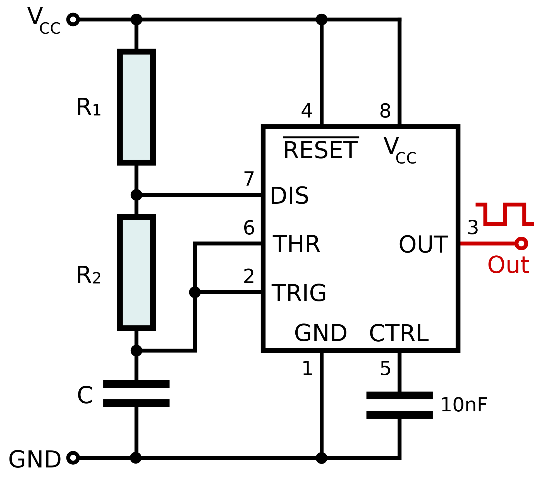 VCC
R1
R2
C
GND
4
8
RESET
VCC
7
DIS
6
THR
2
TRIG
OUT
3
Out
GND
CTRL
1
5
10nF